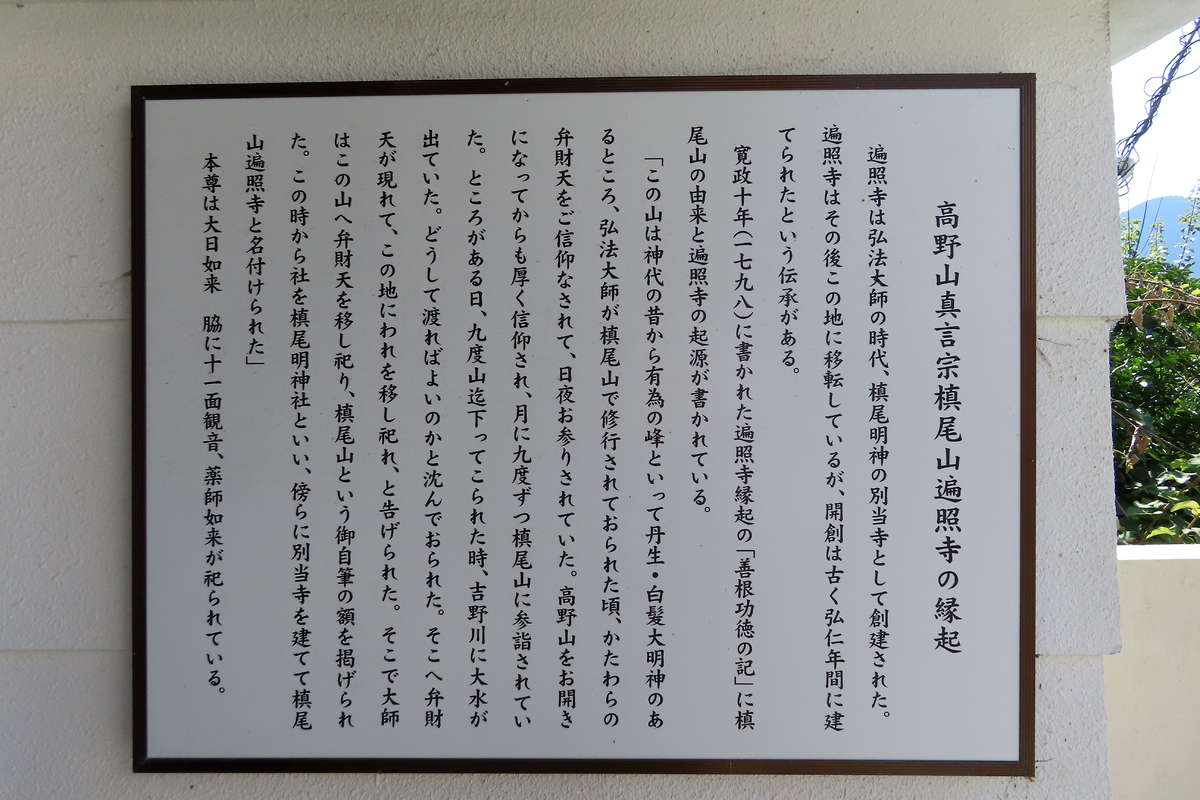 高野山真言宗槙尾山遍照寺の縁起
遍照寺は弘法大師の時代、槙尾明神の別当寺として創建された。
遍照寺はその後この地に移転しているが、開創は古く弘仁年間に建
てられたという伝承がある。
寛政十年(一七九八)に書かれた遍照寺縁起の「善根功徳の記」に槙
尾山の由来と遍照寺の起源が書かれている。
「この山は神代の昔から有為の峰といって丹生・白髪大明神のあ
るところ、弘法大師が槙尾山で修行されておられた頃、かたわらの
弁財天をご信仰なされて、日夜お参りされていた。高野山をお開き
になってからも厚く信仰され、月に九度ずつ槙尾山に参詣されてい
た。ところがある日、九度山迄下ってこられた時、吉野川に大水が
出ていた。どうして渡ればよいのかと沈んでおられた。そこへ弁財
天が現れて、この地にわれを移し祀れ、と告げられた。そこで大師
はこの山へ弁財天を移し祀り、槙尾山という御自筆の額を掲げられ
た。この時から社を槙尾明神社といい、傍らに別当寺を建てて槙尾
山遍照寺と名付けられた」
本尊は大日如来 脇に十一面観音、薬師如来が祀られている。